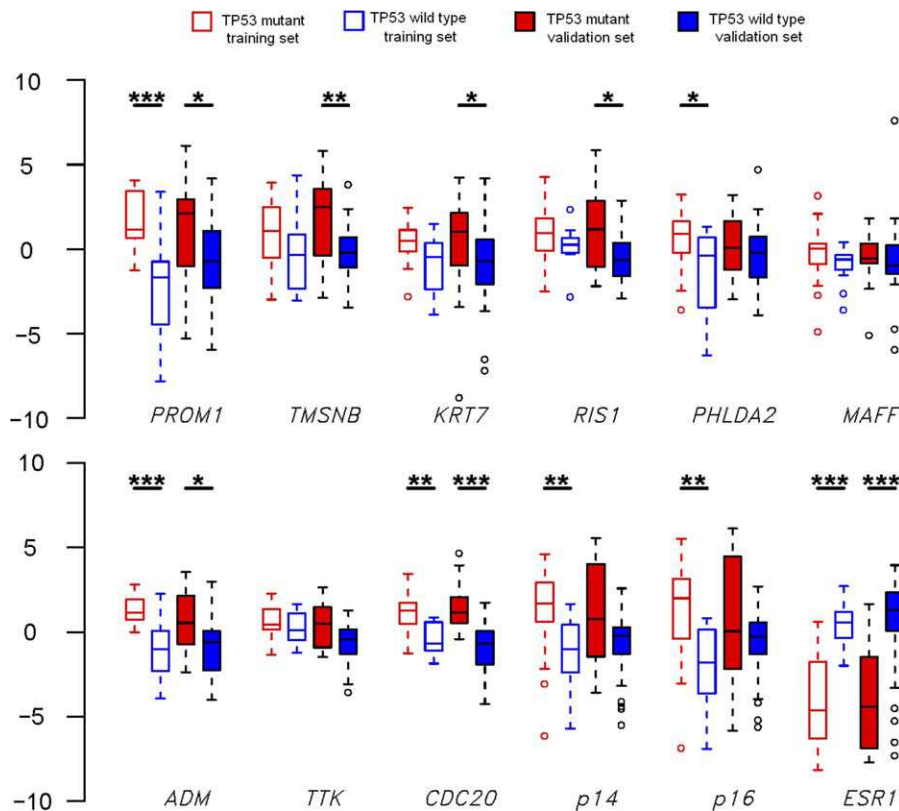 TP53 mutant training set
TP53 wild type training set
TP53 mutant validation set
TP53 wild type validation set
10
*** * ** * * *
5
0
−5
−10
PROM1 TMSNB KRT7 RIS1 PHLDA2 MAFF
10
*** * ** *** ** ** *** ***
5
0
−5
−10
ADM TTK CDC20 p14 p16 ESR1